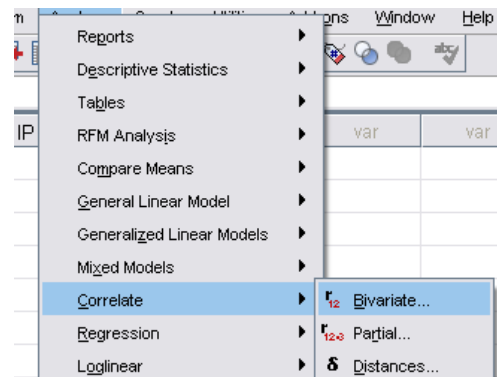 Window Help
Reports
Descriptive Statistics
Tables
IP RFM Analysis var var
Compare Means
General Linear Model
Generalized Linear Models
Mixed Models
Correlate r12 Bivariate...
Regression r12•3 Partial...
Loglinear δ Distances...